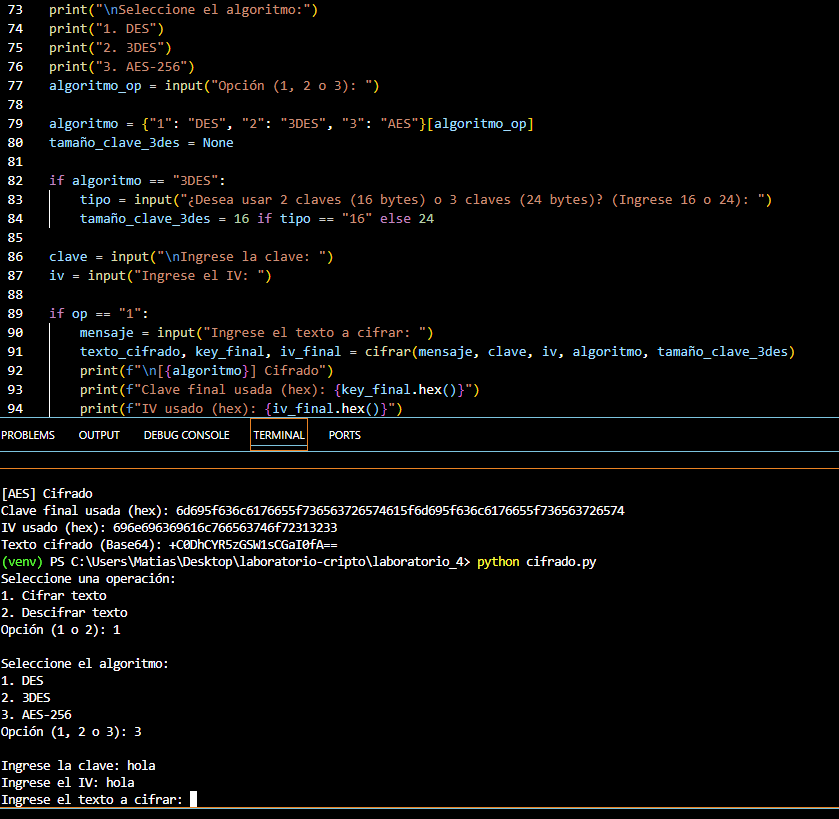 73 print("\nSeleccione el algoritmo:")
74 print("1. DES")
75 print("2. 3DES")
76 print("3. AES-256")
77 algoritmo_op = input("Opción (1, 2 o 3): ")
78
79 algoritmo = {"1": "DES", "2": "3DES", "3": "AES"}[algoritmo_op]
80 tamaño_clave_3des = None
81
82 if algoritmo == "3DES":
83 tipo = input("¿Desea usar 2 claves (16 bytes) o 3 claves (24 bytes)? (Ingrese 16 o 24): ")
84 tamaño_clave_3des = 16 if tipo == "16" else 24
85
86 clave = input("\nIngrese la clave: ")
87 iv = input("Ingrese el IV: ")
88
89 if op == "1":
90 mensaje = input("Ingrese el texto a cifrar: ")
91 texto_cifrado, key_final, iv_final = cifrar(mensaje, clave, iv, algoritmo, tamaño_clave_3des)
92 print(f"\n[{algoritmo}] Cifrado")
93 print(f"Clave final usada (hex): {key_final.hex()}")
94 print(f"IV usado (hex): {iv_final.hex()}")
PROBLEMS OUTPUT DEBUG CONSOLE TERMINAL PORTS
[AES] Cifrado
Clave final usada (hex): 6d695f636c6176655f736563726574615f6d695f636c6176655f736563726574
IV usado (hex): 696e696369616c766563746f72313233
Texto cifrado (Base64): +C0DhCYR5zGSW1sCGaI0fA==
(venv) PS C:\Users\Matias\Desktop\laboratorio-cripto\laboratorio_4> python cifrado.py
Seleccione una operación:
1. Cifrar texto
2. Descifrar texto
Opción (1 o 2): 1
Seleccione el algoritmo:
1. DES
2. 3DES
3. AES-256
Opción (1, 2 o 3): 3
Ingrese la clave: hola
Ingrese el IV: hola
Ingrese el texto a cifrar: